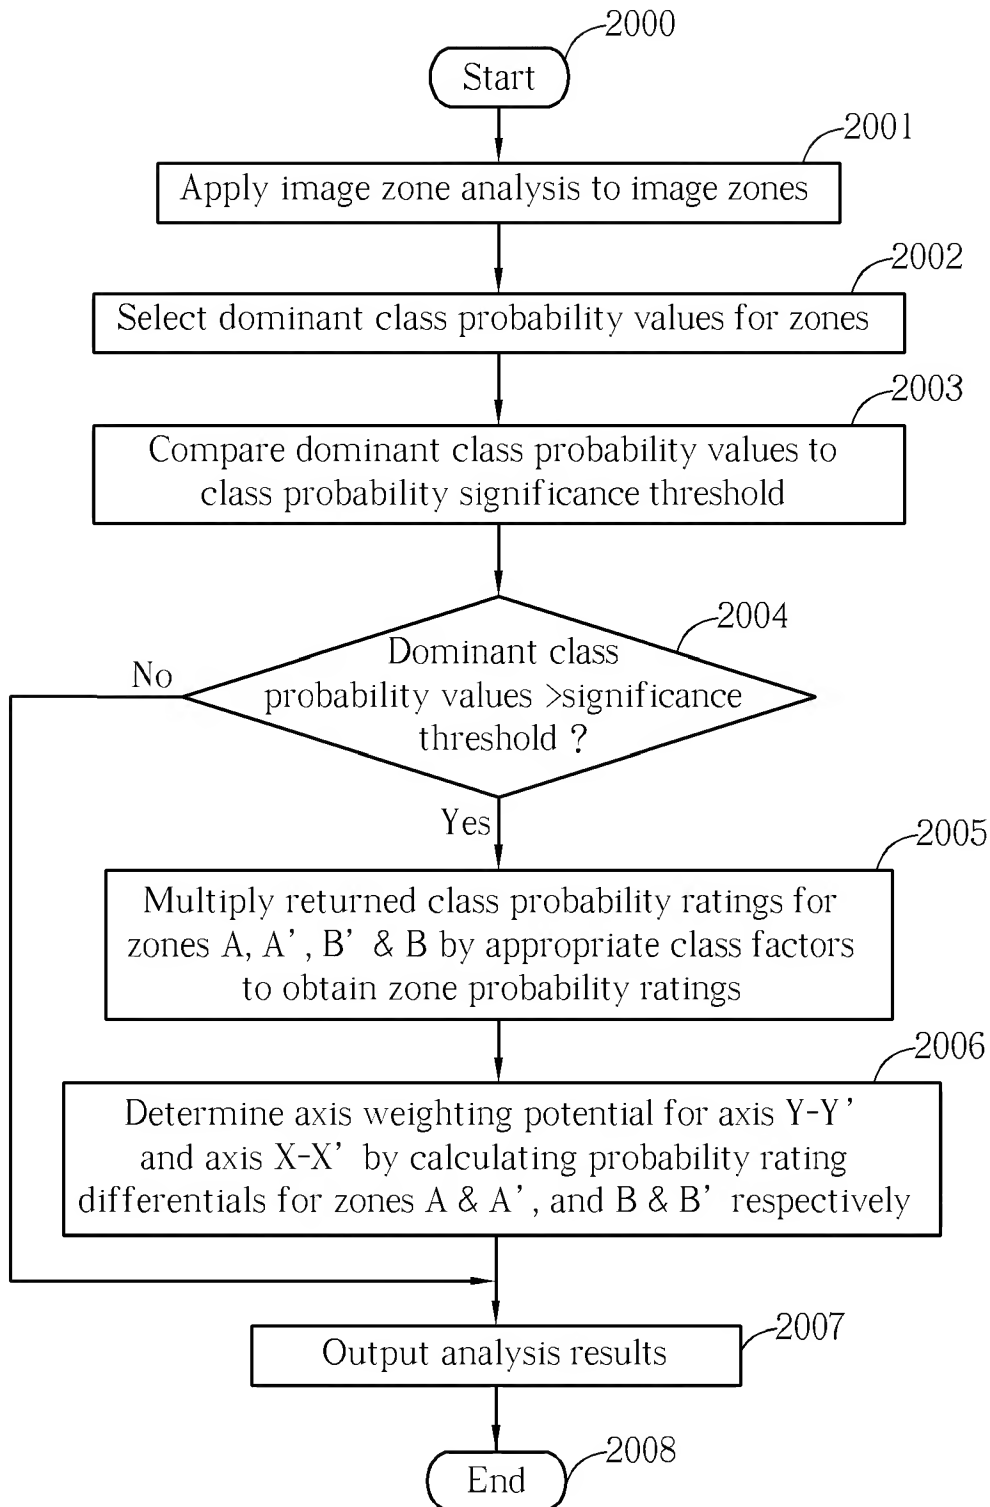 2000
Start
2001
Apply image zone analysis to image zones
2002
Select dominant class probability values for zones
2003
Compare dominant class probability values to
class probability significance threshold
2004
Dominant class
probability values >significance
threshold ?
No
Yes
2005
Multiply returned class probability ratings for
zones A, A’, B’ & B by appropriate class factors
to obtain zone probability ratings
2006
Determine axis weighting potential for axis Y-Y’
and axis X-X’ by calculating probability rating
differentials for zones A & A’, and B & B’ respectively
2007
Output analysis results
2008
End